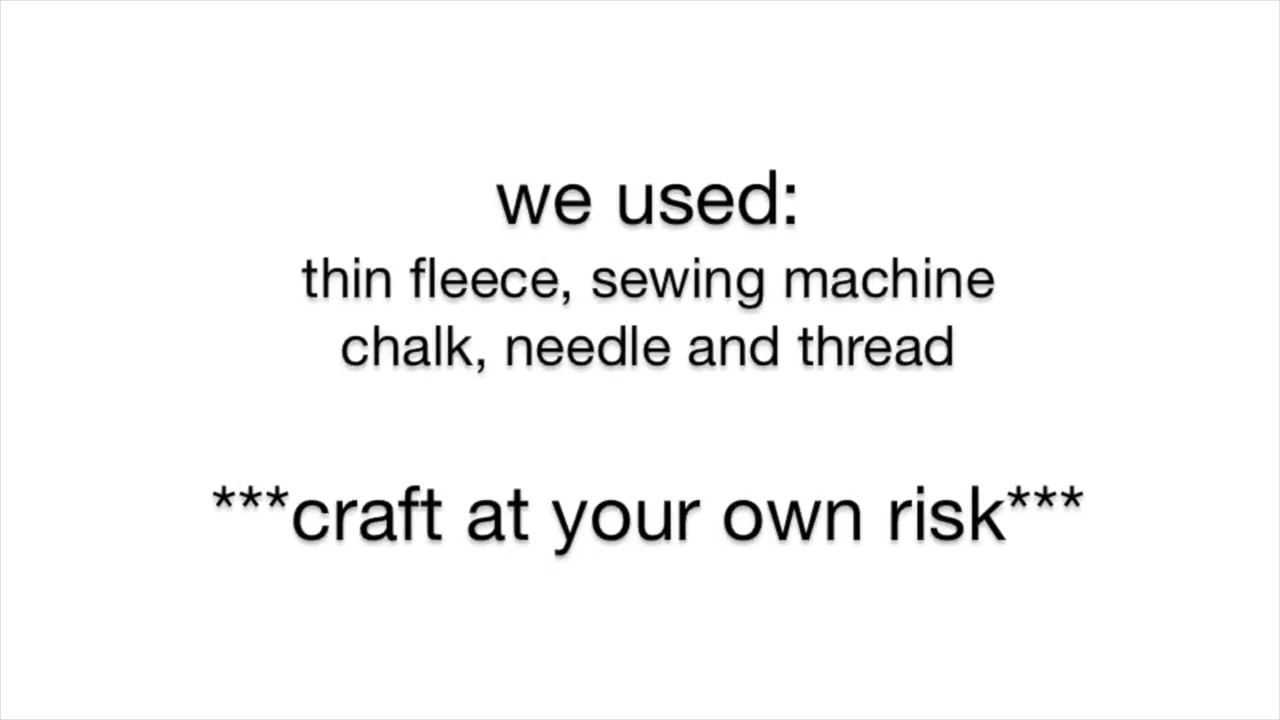 we used:
thin fleece, sewing machine
chalk, needle and thread
***craft at your own risk***